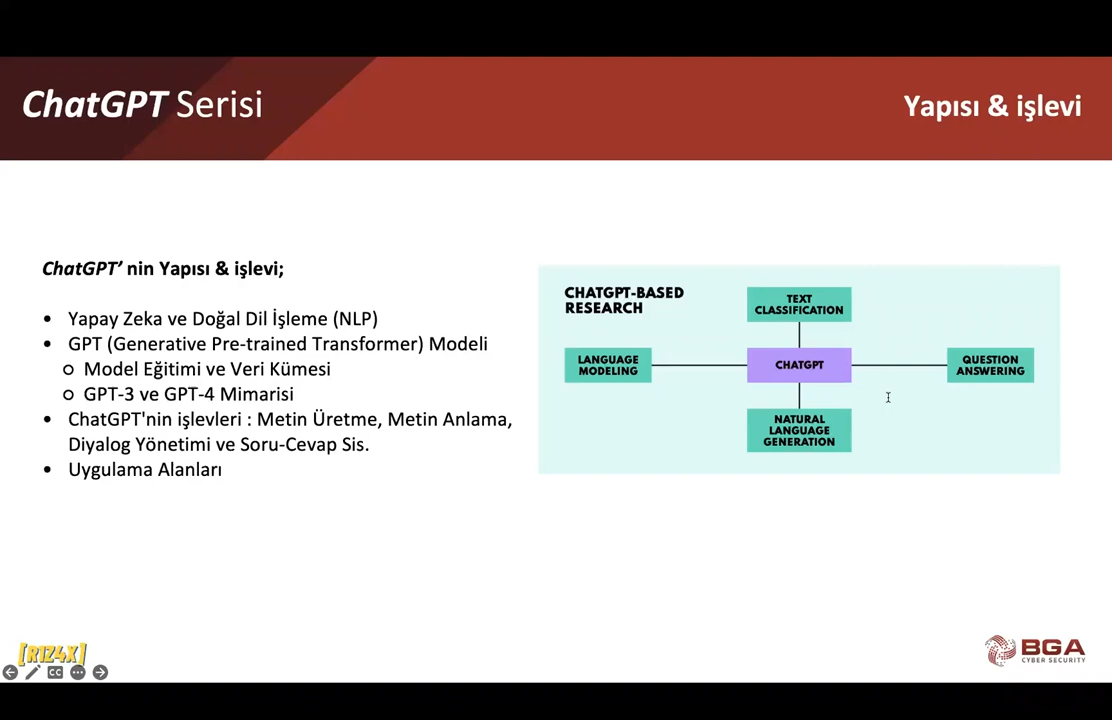 ChatGPT Serisi
Yapısı & işlevi
ChatGPT’ nin Yapısı & işlevi;
• Yapay Zeka ve Doğal Dil İşleme (NLP)
• GPT (Generative Pre-trained Transformer) Modeli
o Model Eğitimi ve Veri Kümesi
o GPT-3 ve GPT-4 Mimarisi
• ChatGPT'nin işlevleri : Metin Üretme, Metin Anlama,
Diyalog Yönetimi ve Soru-Cevap Sis.
• Uygulama Alanları
CHATGPT-BASED
RESEARCH
TEXT
CLASSIFICATION
LANGUAGE
MODELING
CHATGPT
QUESTION
ANSWERING
NATURAL
LANGUAGE
GENERATION
[R1Z4X]
CC
BGA
CYBER SECURITY